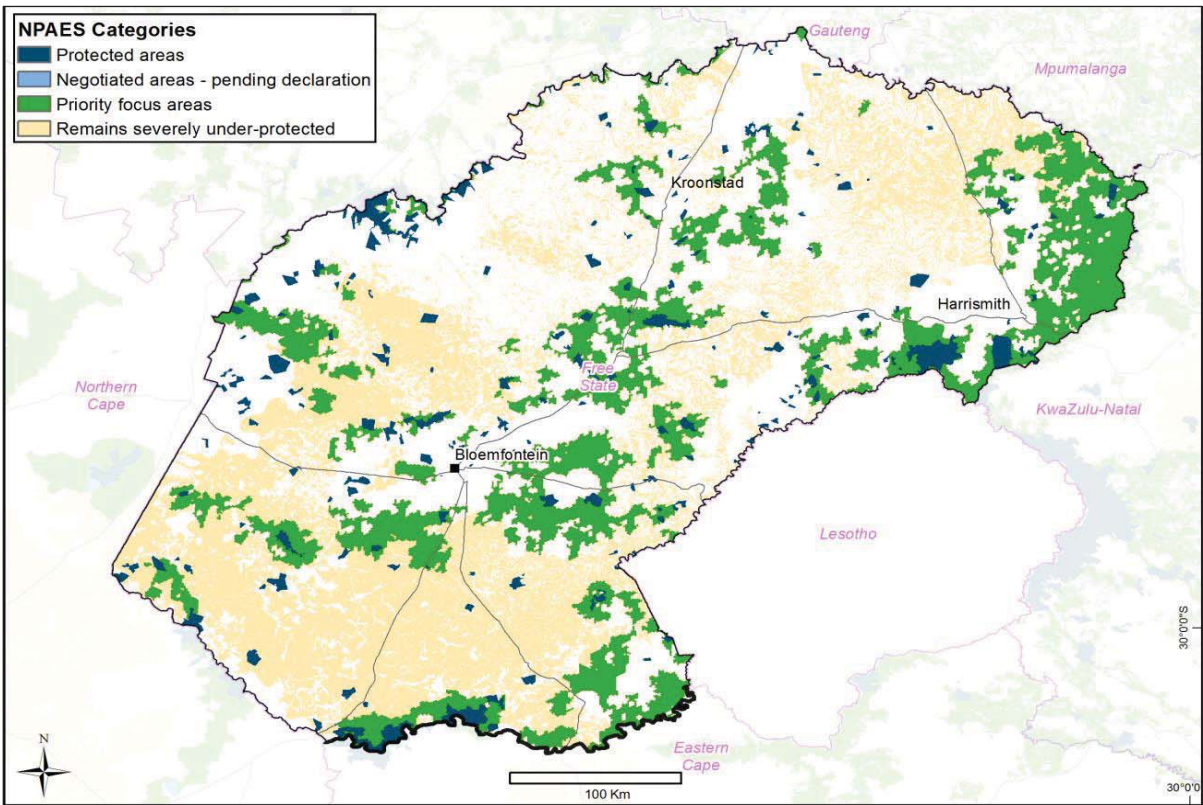 NPAES Categories
Protected areas
Negotiated areas - pending declaration
Priority focus areas
Remains severely under-protected
Gauteng
Mpumalanga
Kroonstad
Harrismith
Northern
Cape
Free
State
KwaZulu-Natal
Bloemfontein
Lesotho
30°0'0"S
Eastern
Cape
N
100 Km
30°0'